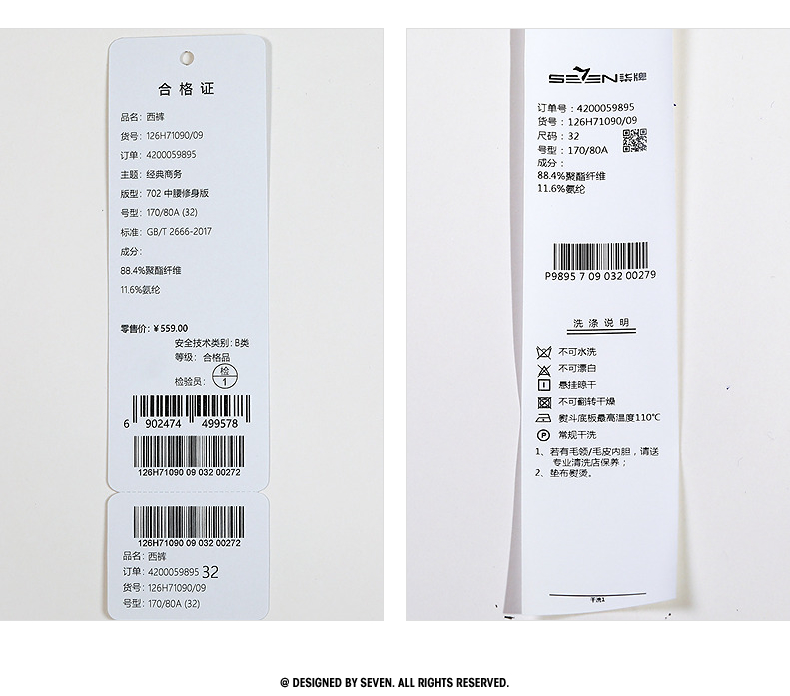 合格证
品名：西裤
货号：126H71090/09
订单：4200059895
主题：经典商务
版型：702 中腰修身版
号型：170/80A (32)
标准：GB/T 2666-2017
成分：
88.4%聚酯纤维
11.6%氨纶
零售价：¥559.00
安全技术类别：B类
等级：合格品
检验员：检1
6 902474 499578
126H71090 09 032 00272
126H71090 09 032 00272
品名：西裤
订单：4200059895 32
货号：126H71090/09
号型：170/80A (32)
SEVEN柒牌
订单号：4200059895
货号：126H71090/09
尺码：32
号型：170/80A
成分：
88.4%聚酯纤维
11.6%氨纶
P9895 7 09 032 00279
洗涤说明
不可水洗
不可漂白
悬挂晾干
不可翻转干燥
熨斗底板最高温度110℃
P 常规干洗
1、若有毛领/毛皮内胆，请送
专业清洗店保养；
2、垫布熨烫。
干洗1
@ DESIGNED BY SEVEN. ALL RIGHTS RESERVED.